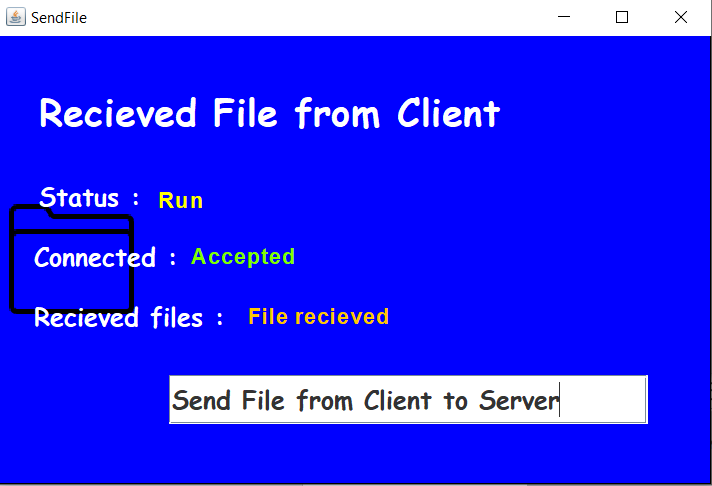 SendFile
Recieved File from Client
Status : Run
Connected : Accepted
Recieved files : File recieved
Send File from Client to Server